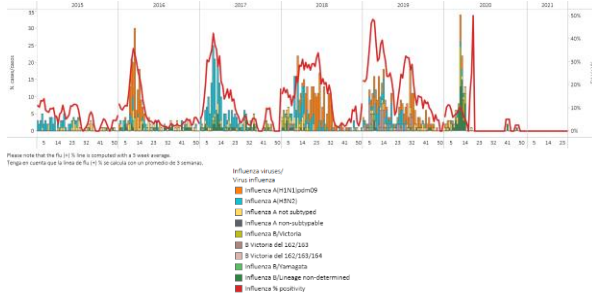 2015 2016 2017 2018 2019 2020 2021
35 50%
30 40%
25
20 30%
15 20%
10 10%
5
0 0%
5 14 23 32 41 50 5 14 23 32 41 50 5 14 23 32 41 50 5 14 23 32 41 50 5 14 23 32 41 50 5 14 23 32 41 50 5 14 23
N. cases/casos
Please note that the flu (+) % line is computed with a 3 week average.
Tenga en cuenta que la línea de flu (+) % se calcula con un promedio de 3 semanas.
Influenza viruses/
Virus influenza
Influenza A(H1N1)pdm09
Influenza A(H3N2)
Influenza A not subtyped
Influenza A non-subtypable
Influenza B/Victoria
B Victoria del 162/163
B Victoria del 162/163/164
Influenza B/Yamagata
Influenza B/Lineage non-determined
Influenza % positivity